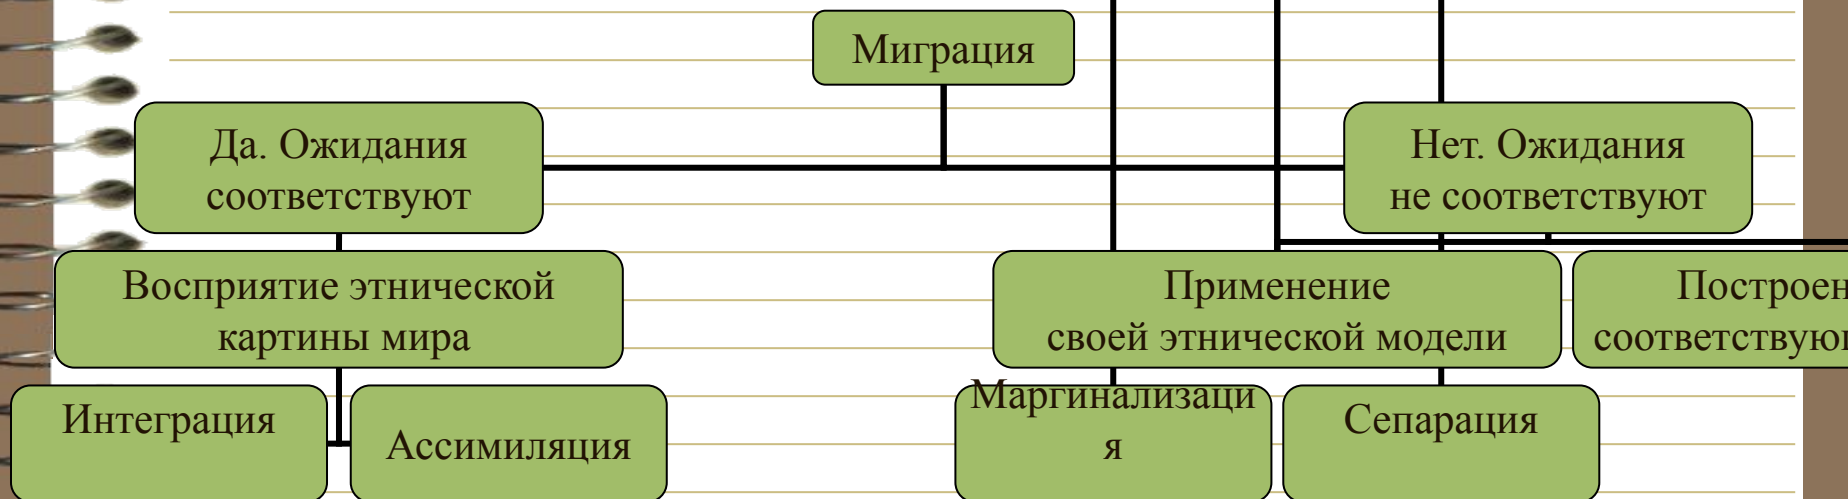 Миграция
Да. Ожидания
соответствуют
Нет. Ожидания
не соответствуют
Восприятие этнической
картины мира
Применение
своей этнической модели
Интеграция
Ассимиляция
Маргинализаци
я
Сепарация